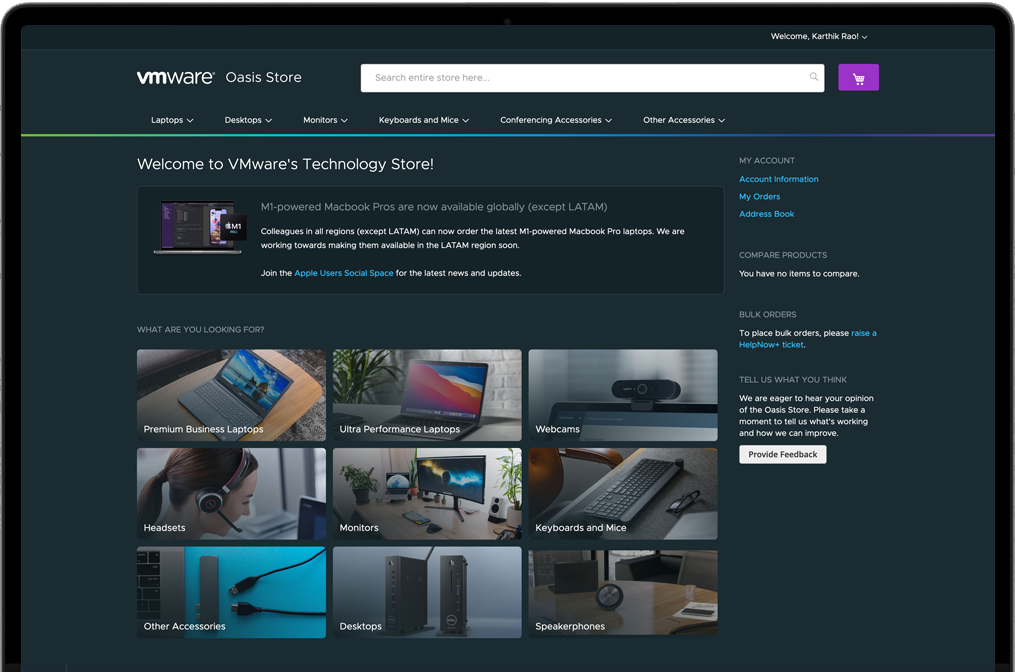 Welcome, Karthik Rao!
vmware® Oasis Store
Search entire store here...
Laptops
Desktops
Monitors
Keyboards and Mice
Conferencing Accessories
Other Accessories
Welcome to VMware's Technology Store!
M1-powered Macbook Pros are now available globally (except LATAM)
Colleagues in all regions (except LATAM) can now order the latest M1-powered Macbook Pro laptops. We are
working towards making them available in the LATAM region soon.
Join the Apple Users Social Space for the latest news and updates.
M1
PRO
WHAT ARE YOU LOOKING FOR?
Premium Business Laptops
Ultra Performance Laptops
Webcams
Headsets
Monitors
Keyboards and Mice
Other Accessories
Desktops
Speakerphones
MY ACCOUNT
Account Information
My Orders
Address Book
COMPARE PRODUCTS
You have no items to compare.
BULK ORDERS
To place bulk orders, please raise a
HelpNow+ ticket.
TELL US WHAT YOU THINK
We are eager to hear your opinion
of the Oasis Store. Please take a
moment to tell us what's working
and how we can improve.
Provide Feedback